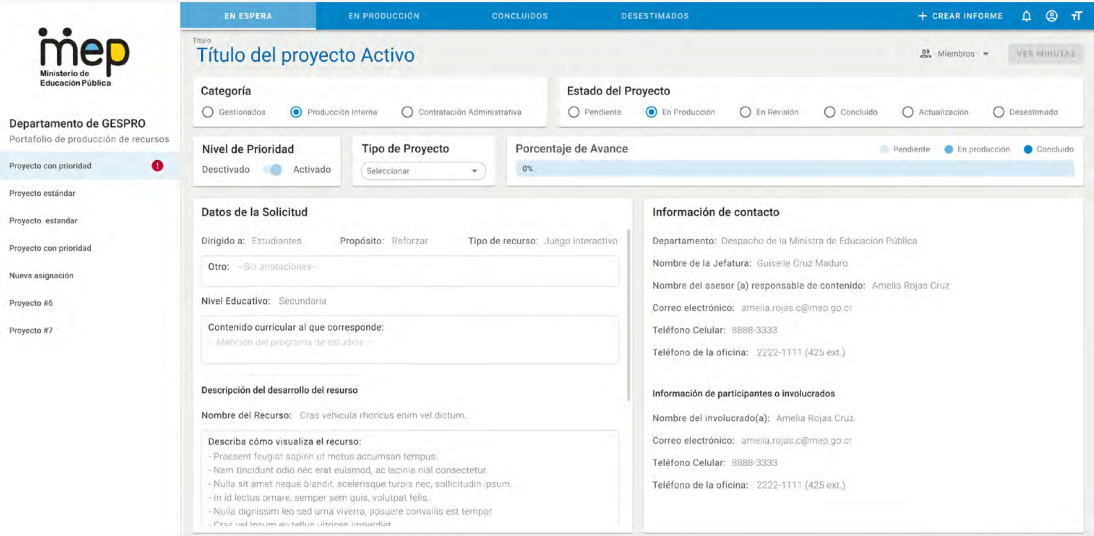 mep
Ministerio de
Educación Pública
Departamento de GESPRO
Portafolio de producción de recursos
Proyecto con prioridad
Proyecto estándar
Proyecto estandar
Proyecto con prioridad
Nueva asignación
Proyecto #6
Proyecto #7
EN ESPERA EN PRODUCCIÓN CONCLUIDOS DESESTIMADOS + CREAR INFORME
Título
Título del proyecto Activo
Miembros VER MINUTAS
Categoría
Gestionados Producción Interna Contratación Administrativa
Estado del Proyecto
Pendiente En Producción En Revisión Concluido Actualización Desestimado
Nivel de Prioridad
Desctivado Activado
Tipo de Proyecto
Seleccionar
Porcentaje de Avance
Pendiente En producción Concluido
0%
Datos de la Solicitud
Dirigido a: Estudiantes Propósito: Reforzar Tipo de recurso: Juego interactivo
Otro: --Sin anotaciones--
Nivel Educativo: Secundaria
Contenido curricular al que corresponde:
-- Mención del programa de estudios --
Descripción del desarrollo del resurso
Nombre del Recurso: Cras vehicula rhoncus enim vel dictum.
Describa cómo visualiza el recurso:
- Praesent feugiat sapien ut metus accumsan tempus.
- Nam tincidunt odio nec erat euismod, ac lacinia nisl consectetur.
- Nulla sit amet neque blandit, scelerisque turpis nec, sollicitudin ipsum.
- In id lectus ornare, semper sem quis, volutpat felis.
- Nulla dignissim leo sed urna viverra, posuere convallis est tempor.
- Cras vel ipsum eu tellus ultrices imperdiet.
Información de contacto
Departamento: Despacho de la Ministra de Educación Pública
Nombre de la Jefatura: Guiselle Cruz Maduro.
Nombre del asesor (a) responsable de contenido: Amelia Rojas Cruz
Correo electrónico: amelia.rojas.c@mep.go.cr
Teléfono Celular: 8888-3333
Teléfono de la oficina: 2222-1111 (425 ext.)
Información de participantes o involucrados
Nombre del involucrado(a): Amelia Rojas Cruz
Correo electrónico: amelia.rojas.c@mep.go.cr
Teléfono Celular: 8888-3333
Teléfono de la oficina: 2222-1111 (425 ext.)